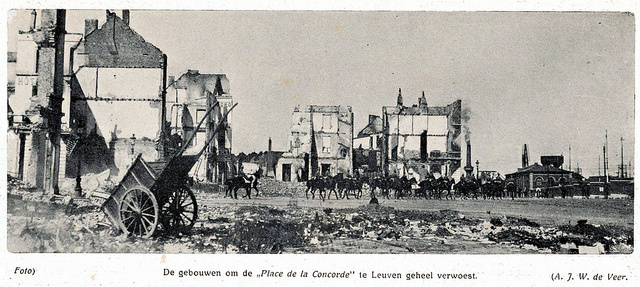 Foto) De gebouwen om de „Place de la Concorde" te Leuven geheel verwoest. (A. J. W. de Veer.